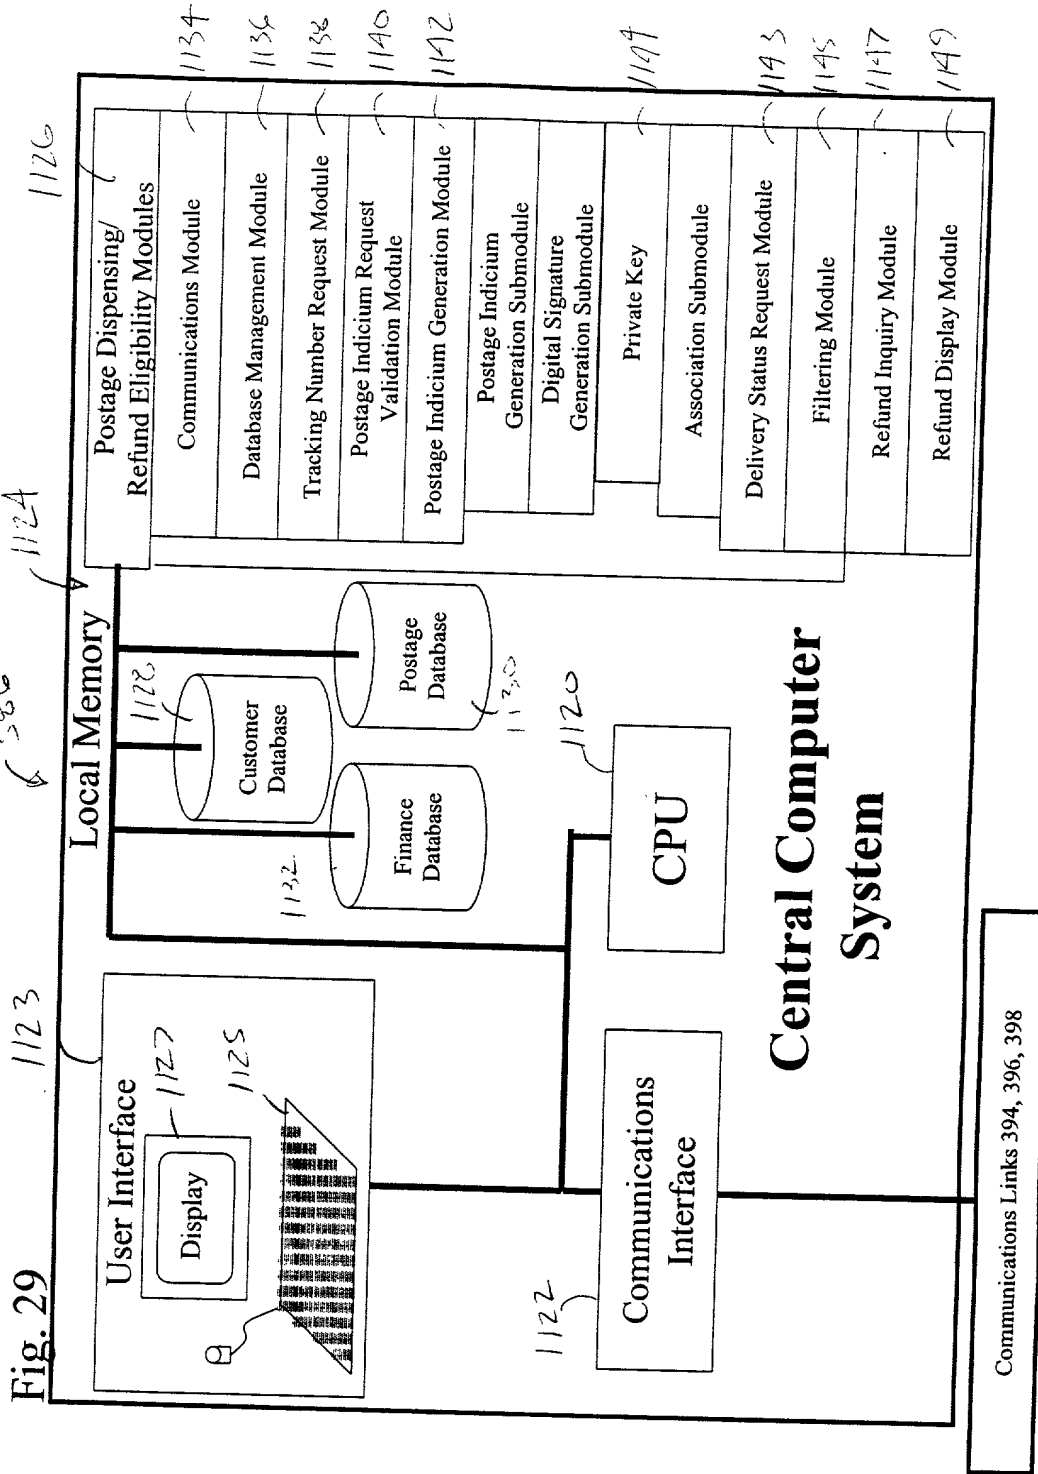 Fig. 29
1123
386
1124
1126
User Interface
Display
1127
1125
Local Memory
1128
Customer
Database
1132
Finance
Database
Postage
Database
1130
1120
CPU
1122
Communications
Interface
Central Computer
System
Postage Dispensing/
Refund Eligibility Modules
Communications Module
1134
Database Management Module
1136
Tracking Number Request Module
1138
Postage Indicium Request
Validation Module
1140
Postage Indicium Generation Module
1142
Postage Indicium
Generation Submodule
Digital Signature
Generation Submodule
Private Key
1144
Association Submodule
Delivery Status Request Module
1143
Filtering Module
1145
Refund Inquiry Module
1147
Refund Display Module
1149
Communications Links 394, 396, 398